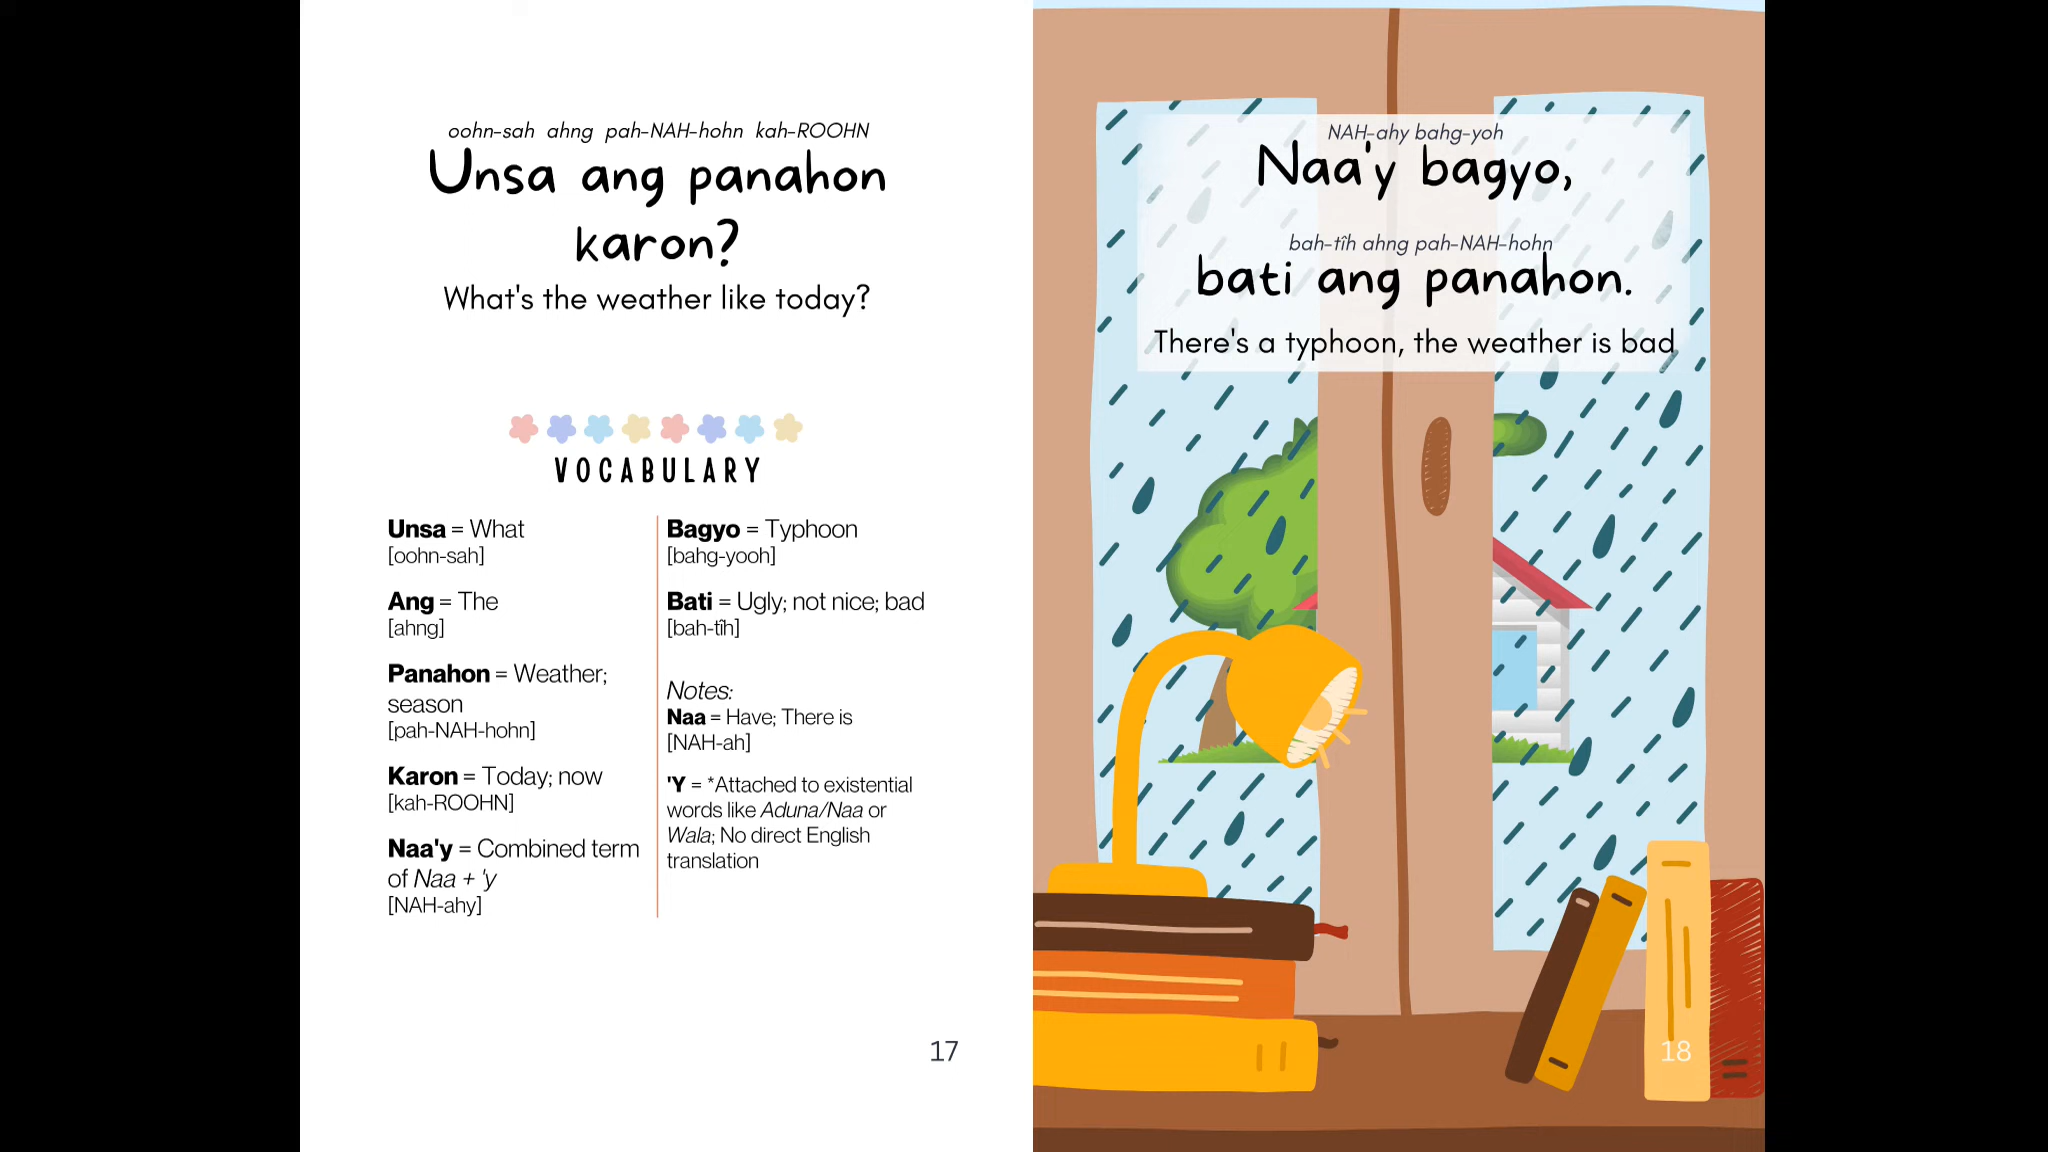 oohn-sah ahng pah-NAH-hohn kah-ROOHN
Unsa ang panahon
karon?
What's the weather like today?
VOCABULARY
Unsa = What
[oohn-sah]
Ang = The
[ahng]
Panahon = Weather;
season
[pah-NAH-hohn]
Karon = Today; now
[kah-ROOHN]
Naa'y = Combined term
of Naa + 'y
[NAH-ahy]
Bagyo = Typhoon
[bahg-yooh]
Bati = Ugly; not nice; bad
[bah-tîh]
Notes:
Naa = Have; There is
[NAH-ah]
'Y = *Attached to existential
words like Aduna/Naa or
Wala; No direct English
translation
17
NAH-ahy bahg-yoh
Naa'y bagyo,
bah-tîh ahng pah-NAH-hohn
bati ang panahon.
There's a typhoon, the weather is bad
18